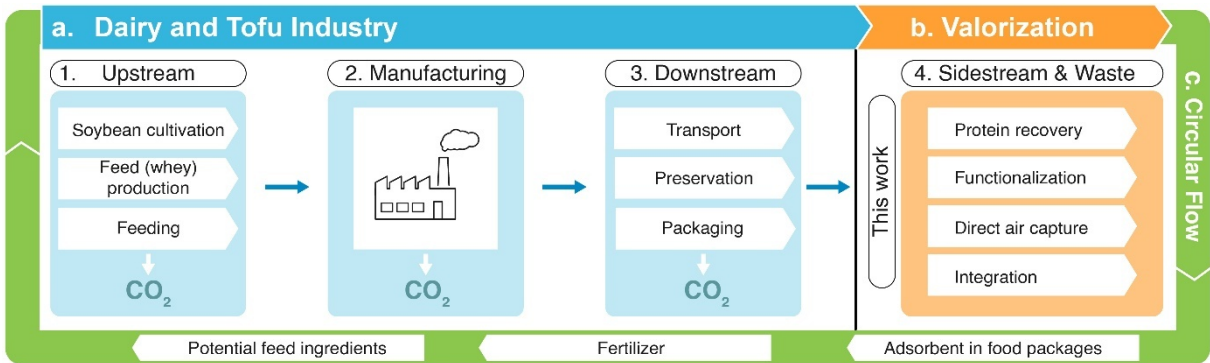 a. Dairy and Tofu Industry
b. Valorization
c. Circular Flow
1. Upstream
Soybean cultivation
Feed (whey)
production
Feeding
CO₂
2. Manufacturing
CO₂
3. Downstream
Transport
Preservation
Packaging
CO₂
This work
4. Sidestream & Waste
Protein recovery
Functionalization
Direct air capture
Integration
Potential feed ingredients
Fertilizer
Adsorbent in food packages